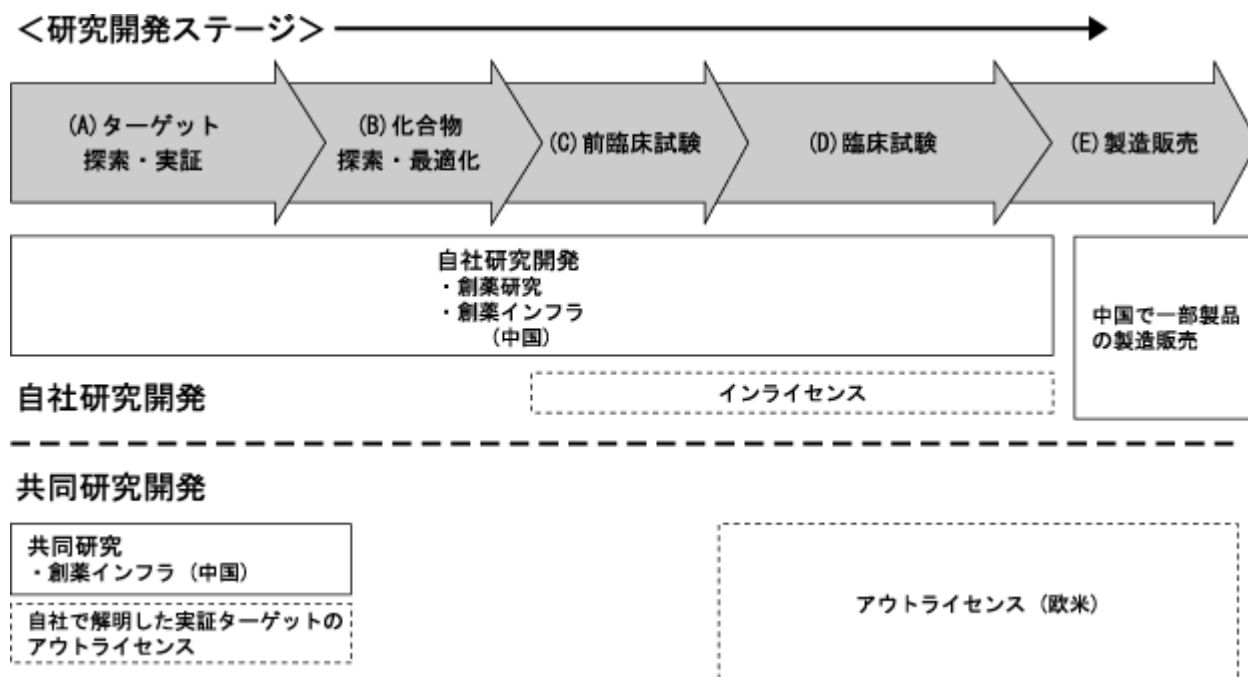 ＜研究開発ステージ＞
(A)ターゲット
探索・実証
(B)化合物
探索・最適化
(C)前臨床試験
(D)臨床試験
(E)製造販売
自社研究開発
・創薬研究
・創薬インフラ
(中国)
中国で一部製品
の製造販売
インライセンス
自社研究開発
共同研究開発
共同研究
・創薬インフラ (中国)
自社で解明した実証ターゲットの
アウトライセンス
アウトライセンス (欧米)